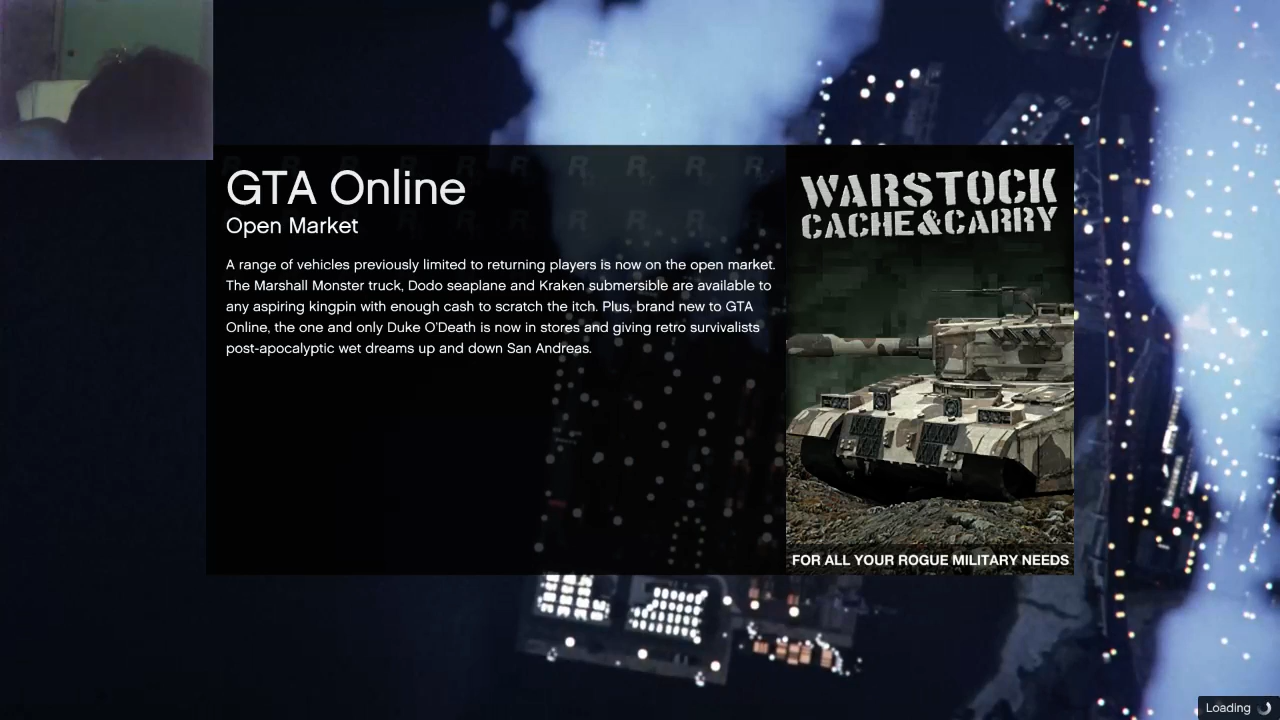 GTA Online
Open Market
A range of vehicles previously limited to returning players is now on the open market.
The Marshall Monster truck, Dodo seaplane and Kraken submersible are available to
any aspiring kingpin with enough cash to scratch the itch. Plus, brand new to GTA
Online, the one and only Duke O'Death is now in stores and giving retro survivalists
post-apocalyptic wet dreams up and down San Andreas.
WARSTOCK
CACHE&CARRY
FOR ALL YOUR ROGUE MILITARY NEEDS
Loading